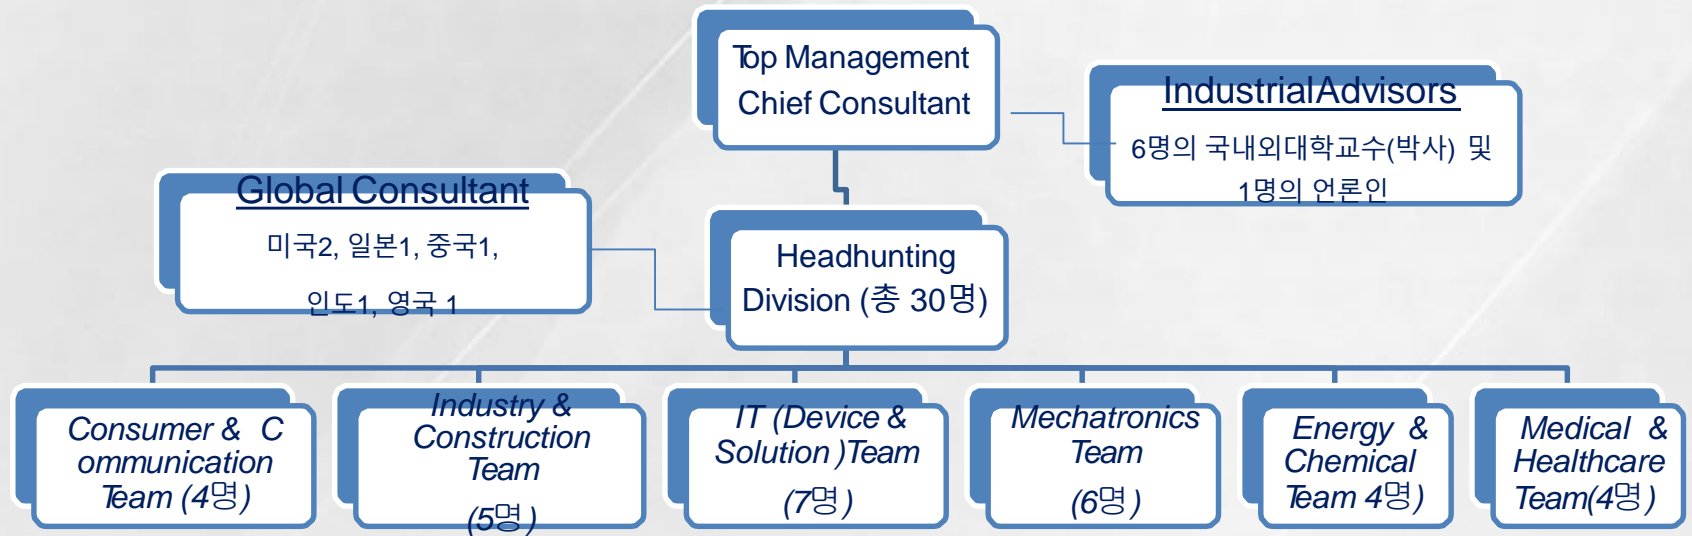 Top Management
Chief Consultant
Industrial Advisors
6명의 국내외대학교수(박사) 및
1명의 언론인
Global Consultant
미국2, 일본1, 중국1,
인도1, 영국 1
Headhunting
Division (총 30명)
Consumer & C
ommunication
Team (4명)
Industry &
Construction
Team
(5명)
IT (Device &
Solution )Team
(7명)
Mechatronics
Team
(6명)
Energy &
Chemical
Team 4명)
Medical &
Healthcare
Team(4명)